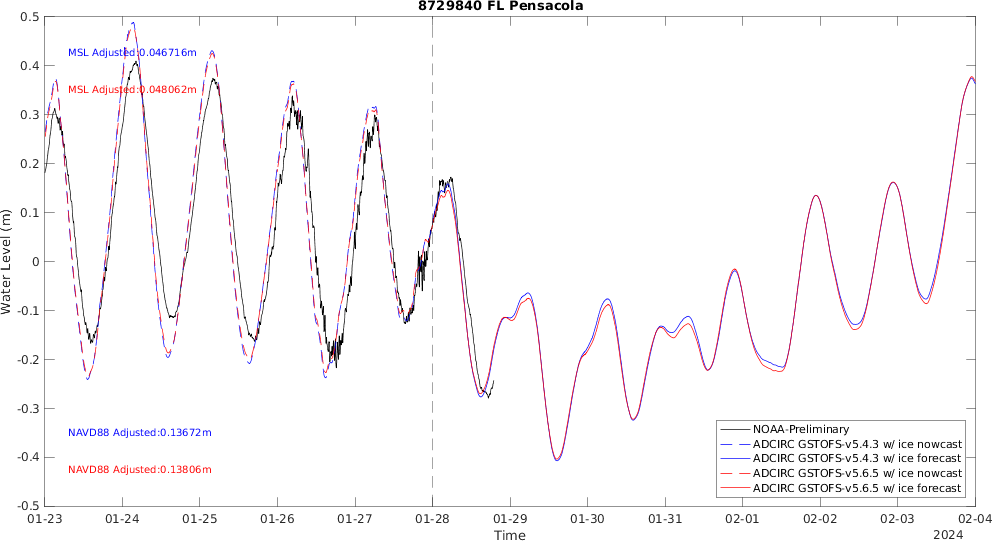 8729840 FL Pensacola
0.5
0.4
0.3
0.2
0.1
0
-0.1
-0.2
-0.3
-0.4
-0.5
Water Level (m)
MSL Adjusted:0.046716m
MSL Adjusted:0.048062m
NAVD88 Adjusted:0.13672m
NAVD88 Adjusted:0.13806m
NOAA-Preliminary
ADCIRC GSTOFS-v5.4.3 w/ ice nowcast
ADCIRC GSTOFS-v5.4.3 w/ ice forecast
ADCIRC GSTOFS-v5.6.5 w/ ice nowcast
ADCIRC GSTOFS-v5.6.5 w/ ice forecast
01-23 01-24 01-25 01-26 01-27 01-28 01-29 01-30 01-31 02-01 02-02 02-03 02-04
Time
2024